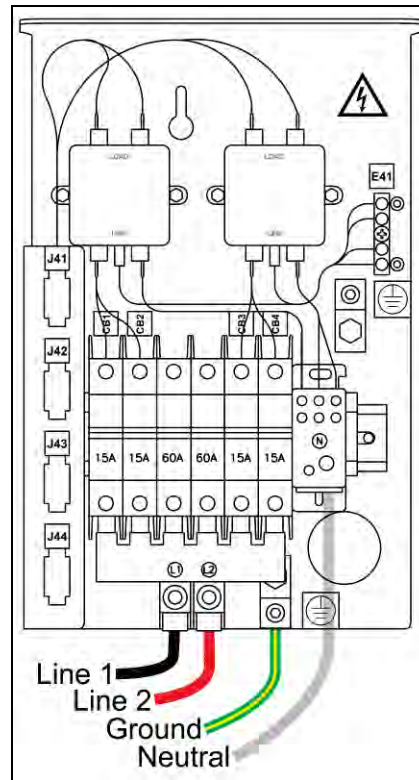 LOAD
LOAD
LINE
LINE
E41
J41
CB1
CB2
CB3
CB4
J42
15A
15A
60A
60A
15A
15A
N
J43
J44
L1
L2
Line 1
Line 2
Ground
Neutral